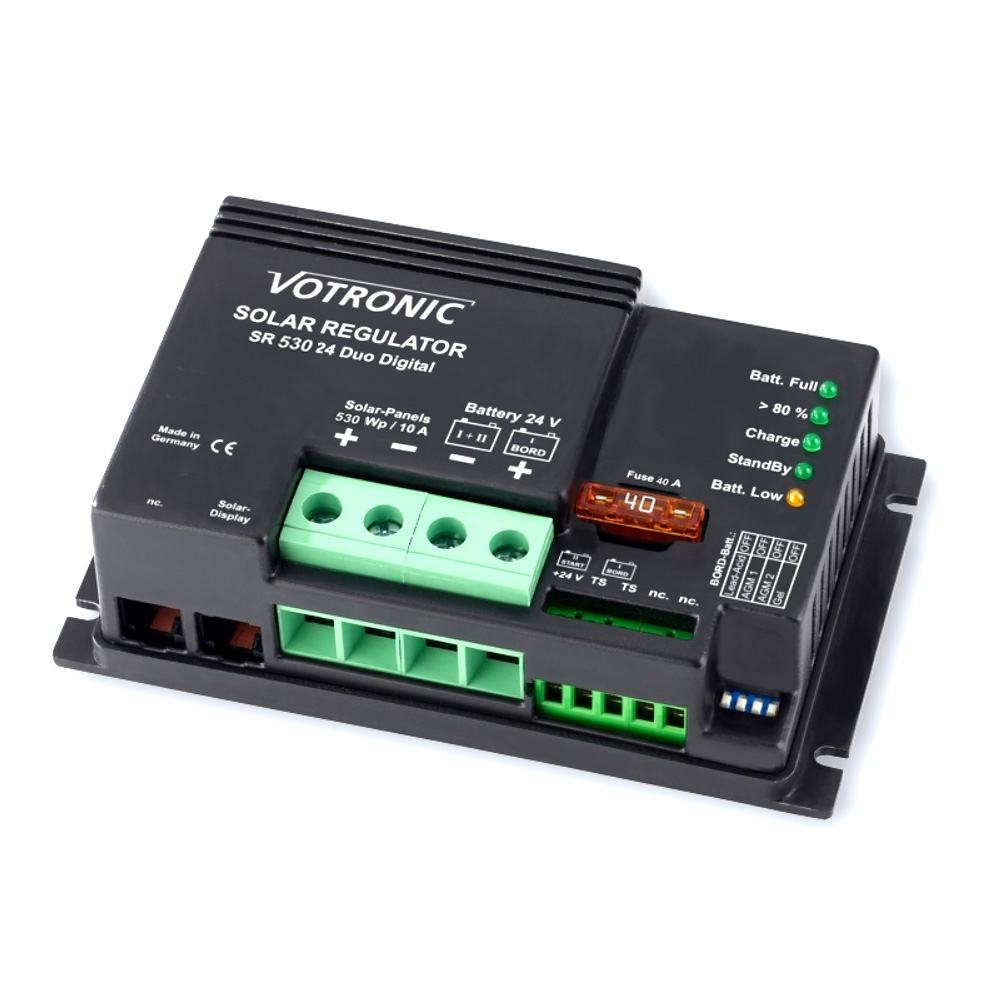 VOTRONIC
SOLAR REGULATOR
SR 530 24 Duo Digital
Solar-Panels
530 Wp / 10 A
+ −
Battery 24 V
I + II
−
I
BORD
+
Made in
Germany CE
nc.
Solar-
Display
Batt. Full
> 80 %
Charge
StandBy
Batt. Low
Fuse 40 A
40
II
START
+24 V
TS
I
BORD
TS
nc.
nc.
BORD-Batt.:
Lead-Acid OFF
AGM 1 OFF
AGM 2 OFF
Gel OFF